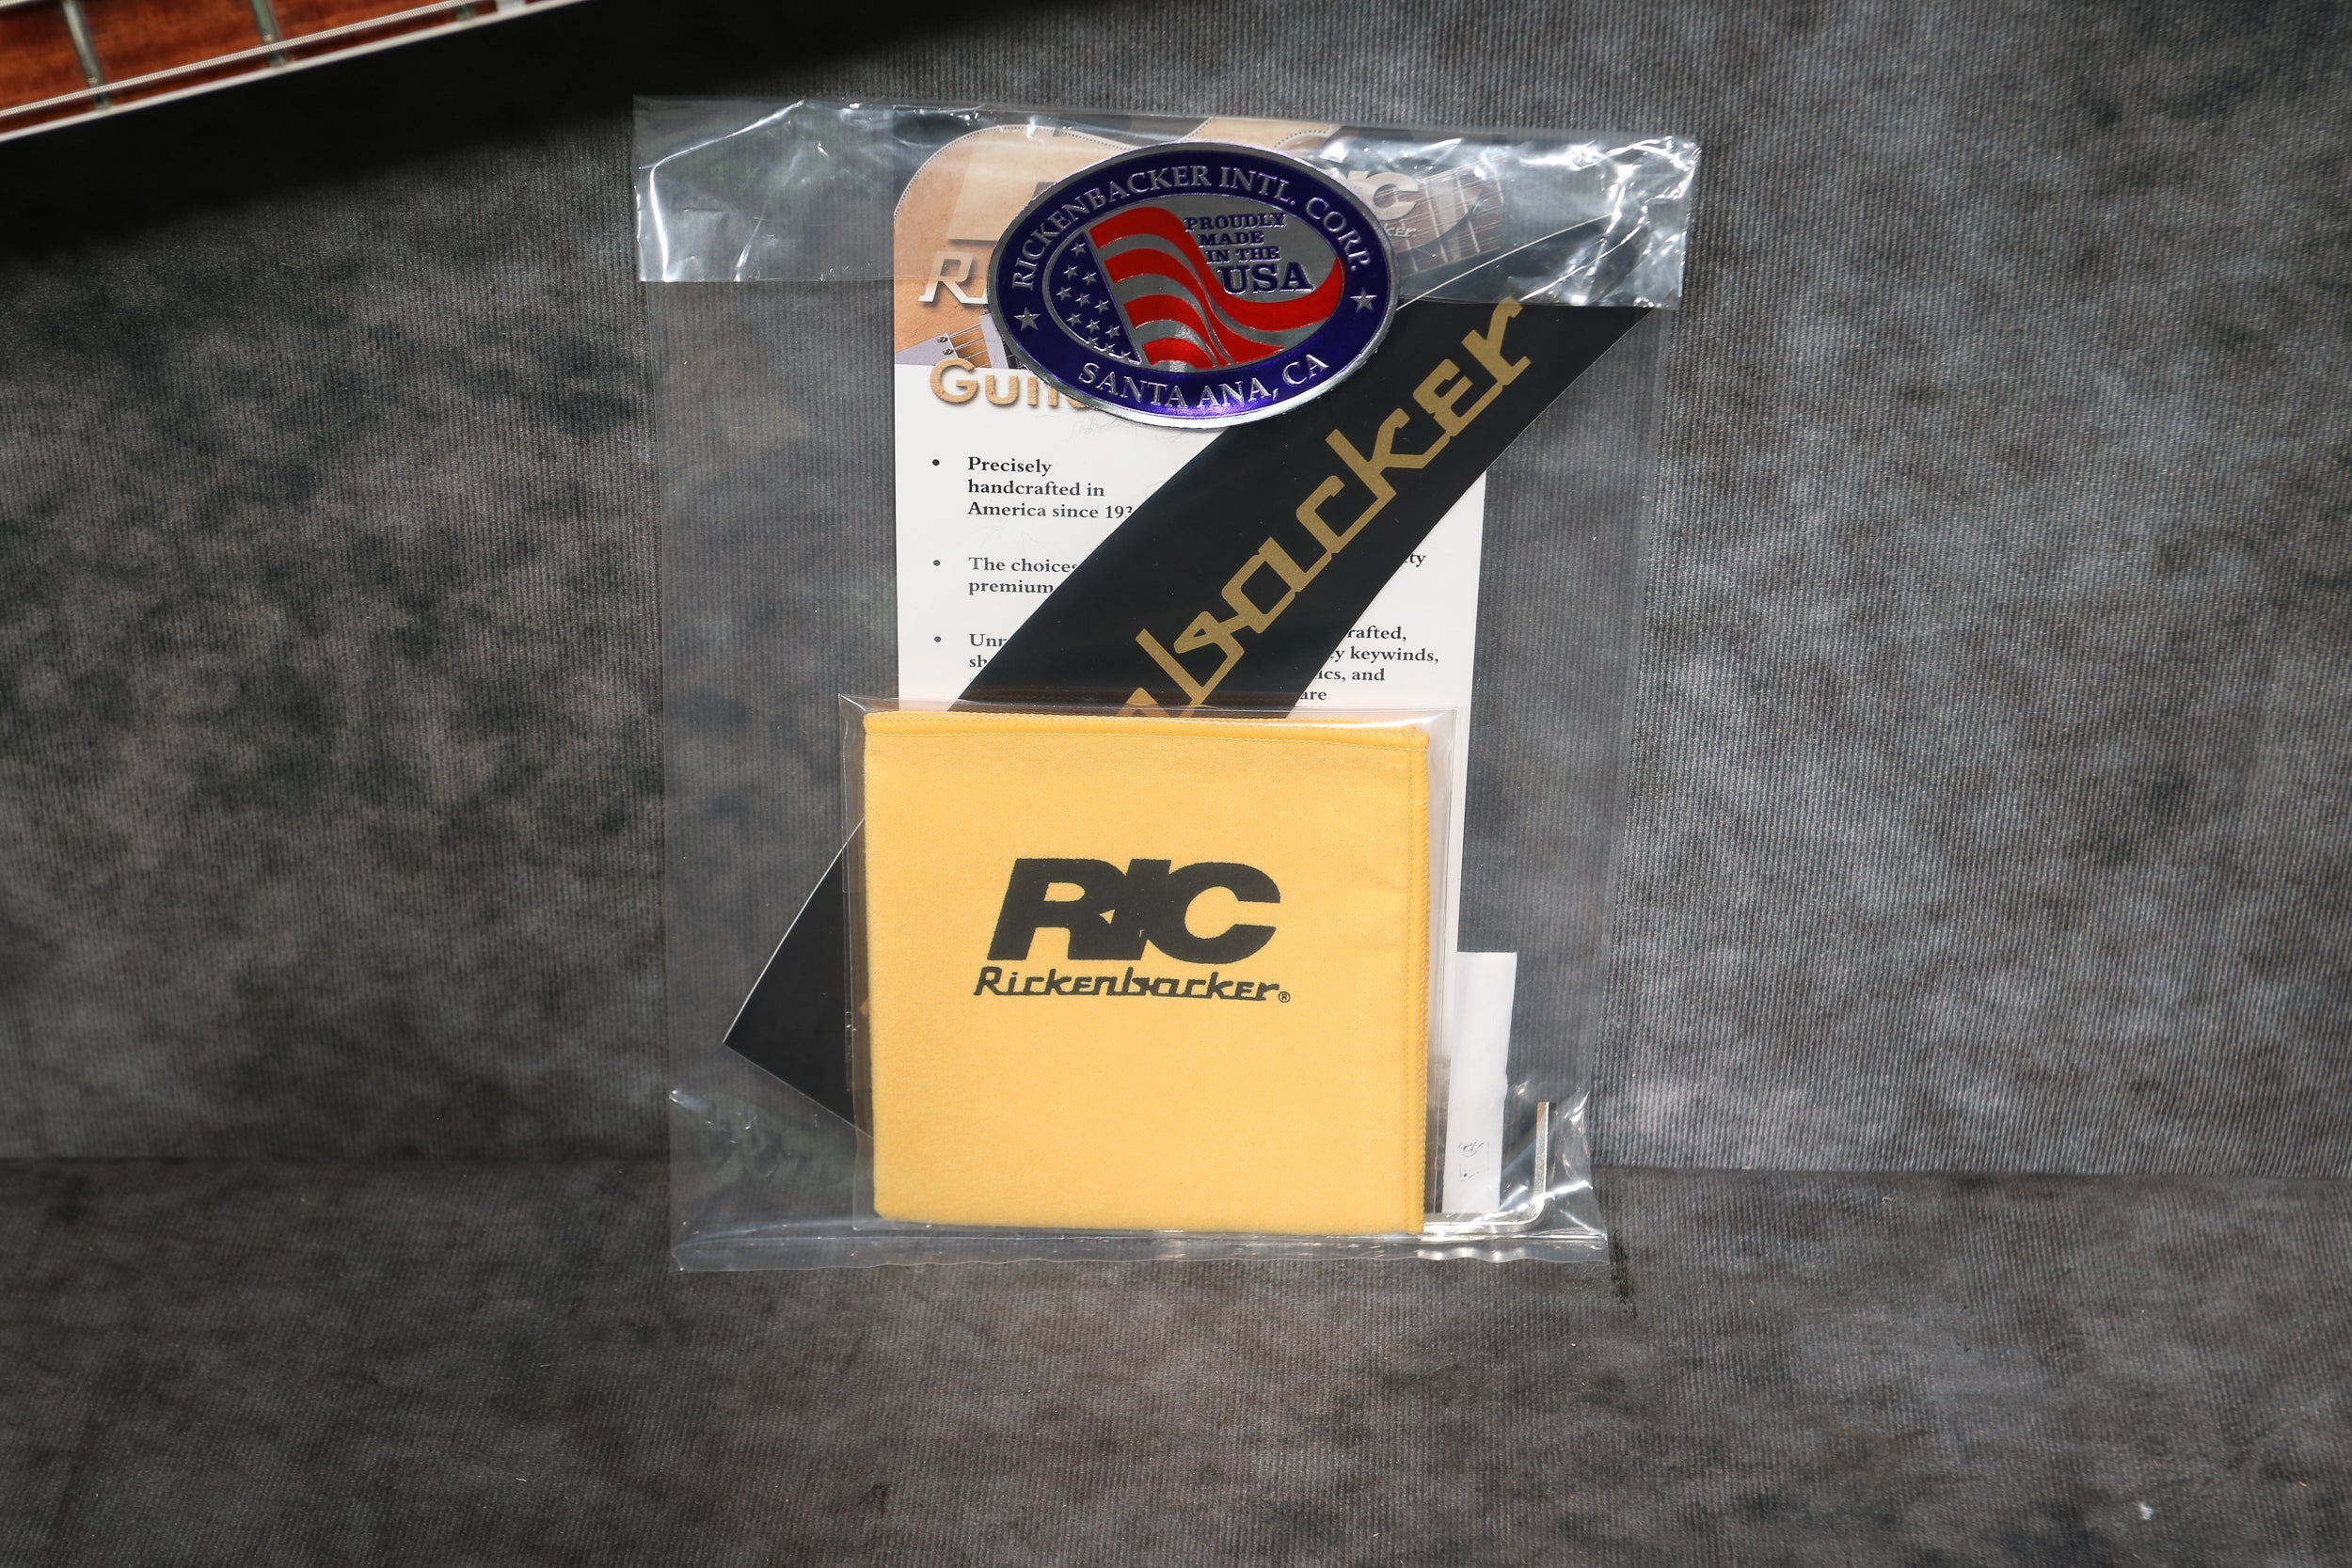 RICKENBACKER INTL. CORP.
PROUDLY
MADE
IN THE
USA
SANTA ANA, CA
Precisely
handcrafted in
America since 193
The choices
premium
rafted,
keywinds,
and
are
RIC
Rickenbacker®